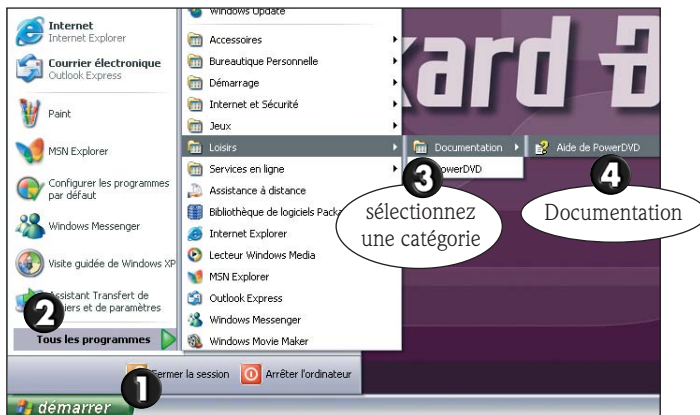 Internet
Internet Explorer
Courrier électronique
Outlook Express
Paint
MSN Explorer
Configurer les programmes
par défaut
Windows Messenger
Visite guidée de Windows XP
Assistant Transfert de
et de paramètres
2
Tous les programmes
Windows Update
Accessoires
Bureautique Personnelle
Démarrage
Internet et Sécurité
Jeux
Loisirs
Services en ligne
Assistance à distance
Bibliothèque de logiciels Packa
Internet Explorer
Lecteur Windows Media
MSN Explorer
Outlook Express
Windows Messenger
Windows Movie Maker
Documentation
PowerDVD
3
sélectionnez
une catégorie
Aide de PowerDVD
4
Documentation
kard B
1
Fermer la session
Arrêter l'ordinateur
démarrer